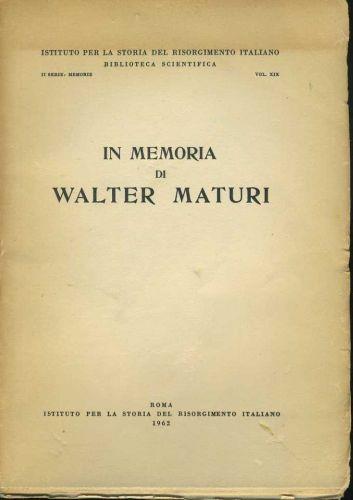 ISTITUTO PER LA STORIA DEL RISORGIMENTO ITALIANO
BIBLIOTECA SCIENTIFICA
II SERIE: MEMORIE VOL. XIX
IN MEMORIA
DI
WALTER MATURI
ROMA
ISTITUTO PER LA STORIA DEL RISORGIMENTO ITALIANO
1962